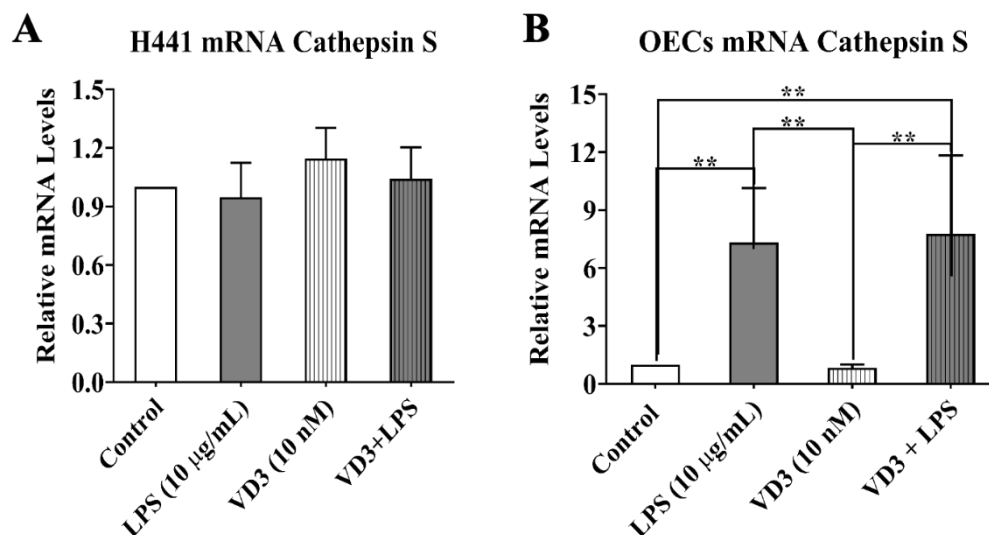 A
H441 mRNA Cathepsin S
Relative mRNA Levels
1.5
1.2
0.9
0.6
0.3
0.0
Control
LPS (10 μg/mL)
VD3 (10 nM)
VD3+LPS
B
OECs mRNA Cathepsin S
Relative mRNA Levels
15
12
9
6
3
0
**
**
**
**
Control
LPS (10 μg/mL)
VD3 (10 nM)
VD3 + LPS